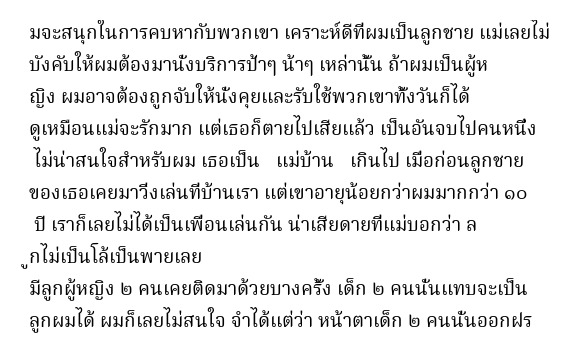 มจะสนุกในการคบหากับพวกเขา เคราะห์ดีที่ผมเป็นลูกชาย แม่เลยไม่
บังคับให้ผมต้องมานั่งบริการป้าๆ น้าๆ เหล่านั้น ถ้าผมเป็นผู้ห
ญิง ผมอาจต้องถูกจับให้นั่งคุยและรับใช้พวกเขาทั้งวันก็ได้
ดูเหมือนแม่จะรักมาก แต่เธอก็ตายไปเสียแล้ว เป็นอันจบไปคนหนึ่ง
ไม่น่าสนใจสำหรับผม เธอเป็น แม่บ้าน เกินไป เมื่อก่อนลูกชาย
ของเธอเคยมาวิ่งเล่นที่บ้านเรา แต่เขาอายุน้อยกว่าผมมากกว่า ๑๐
ปี เราก็เลยไม่ได้เป็นเพื่อนเล่นกัน น่าเสียดายที่แม่บอกว่า ล
ูกไม่เป็นโล้เป็นพายเลย
มีลูกผู้หญิง ๒ คนเคยติดมาด้วยบางครั้ง เด็ก ๒ คนนั้นแทบจะเป็น
ลูกผมได้ ผมก็เลยไม่สนใจ จำได้แต่ว่า หน้าตาเด็ก ๒ คนนั้นออกฝร